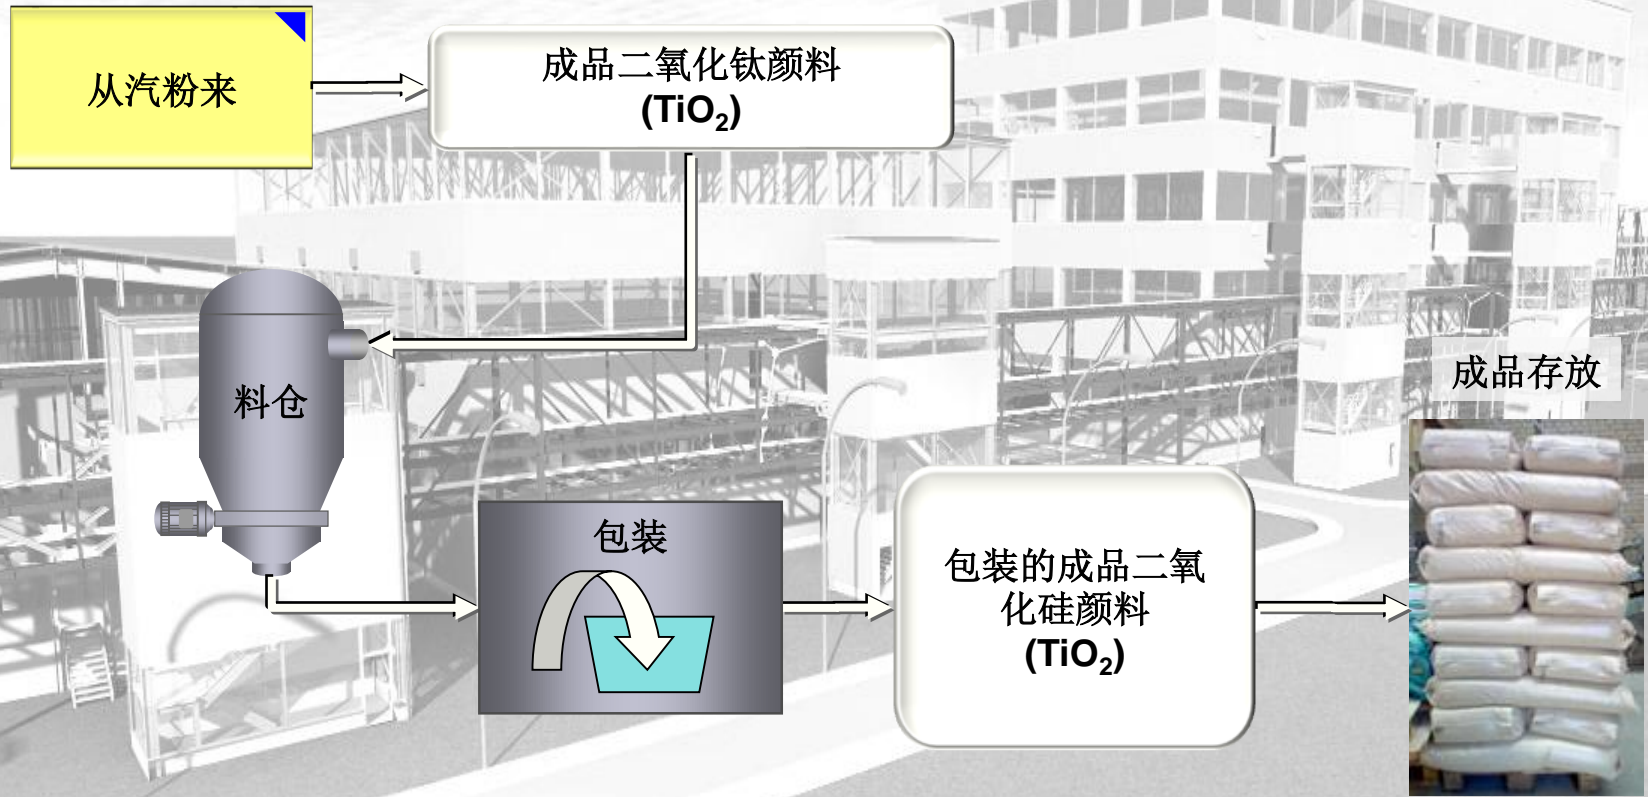 从汽粉来
成品二氧化钛颜料
(TiO₂)
料仓
成品存放
包装
包装的成品二氧
化硅颜料
(TiO₂)